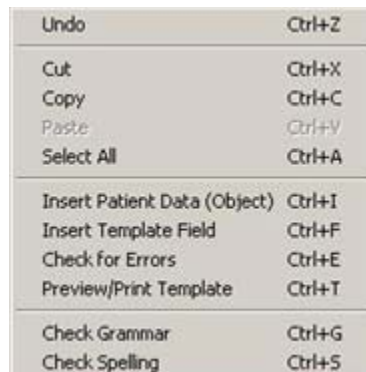 Undo Ctrl+Z
Cut Ctrl+X
Copy Ctrl+C
Paste Ctrl+V
Select All Ctrl+A
Insert Patient Data (Object) Ctrl+I
Insert Template Field Ctrl+F
Check for Errors Ctrl+E
Preview/Print Template Ctrl+T
Check Grammar Ctrl+G
Check Spelling Ctrl+S